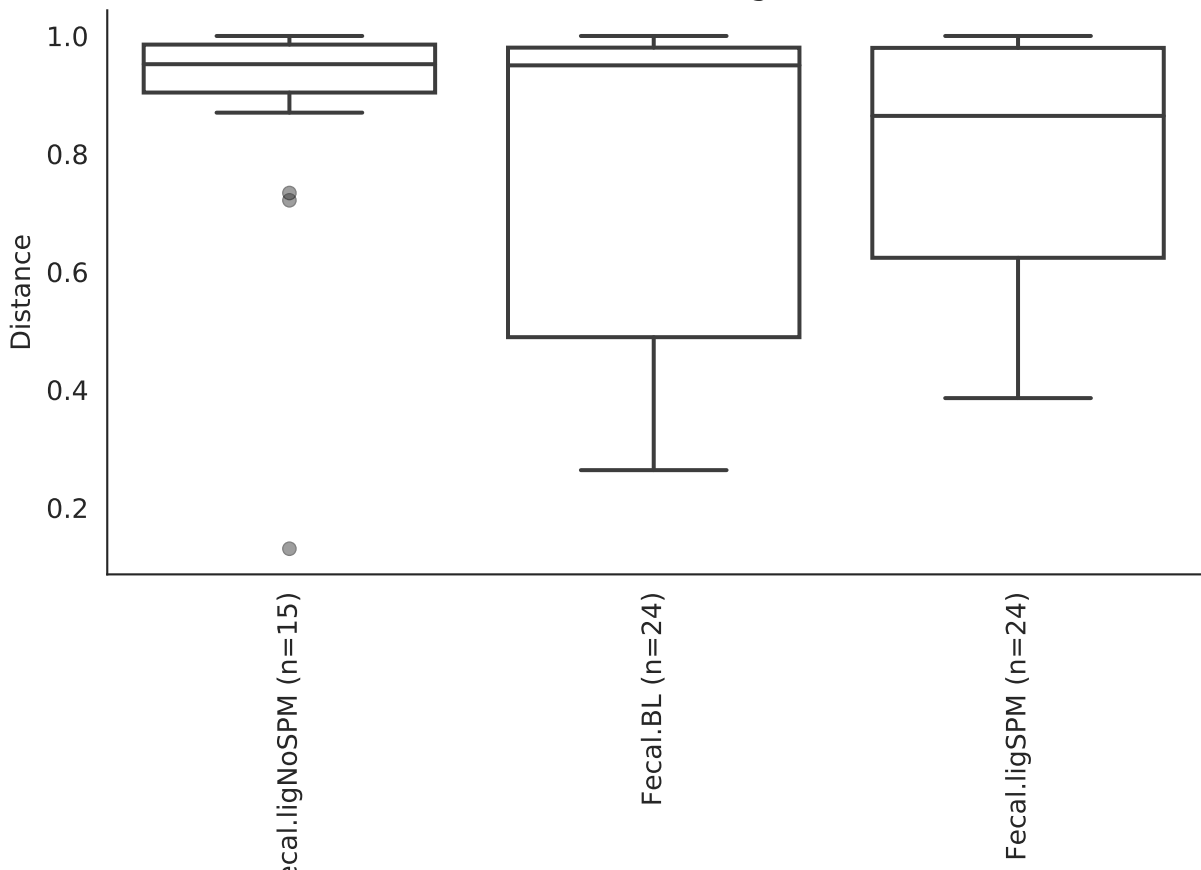 1.0
0.8
0.6
0.4
0.2
Distance
ecal.ligNoSPM (n=15)
Fecal.BL (n=24)
Fecal.ligSPM (n=24)